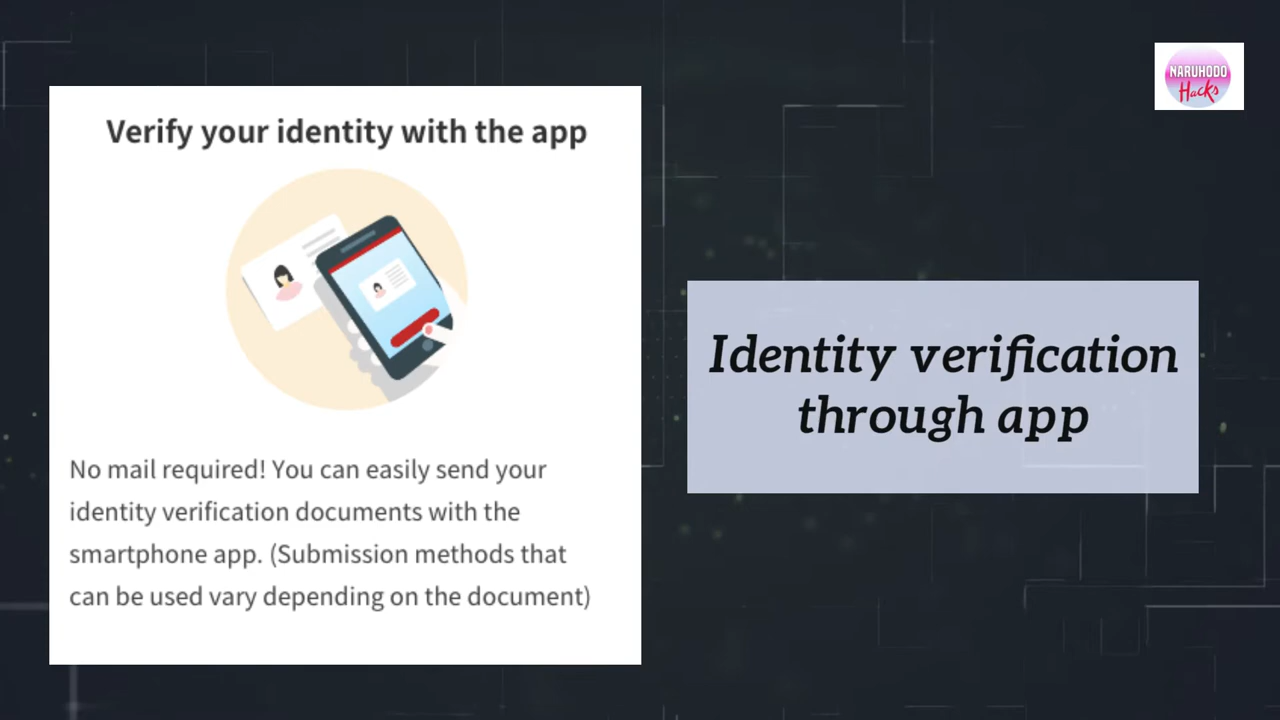 NARUHODO
Hacks
Verify your identity with the app
No mail required! You can easily send your
identity verification documents with the
smartphone app. (Submission methods that
can be used vary depending on the document)
Identity verification
through app